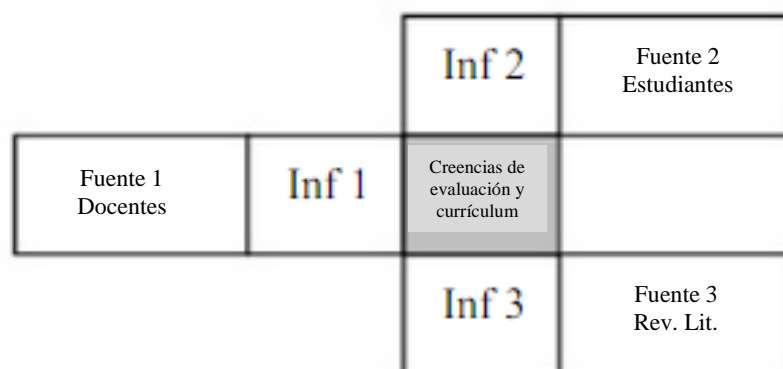 Inf 2
Fuente 2
Estudiantes
Fuente 1
Docentes
Inf 1
Creencias de
evaluación y
currículum
Inf 3
Fuente 3
Rev. Lit.